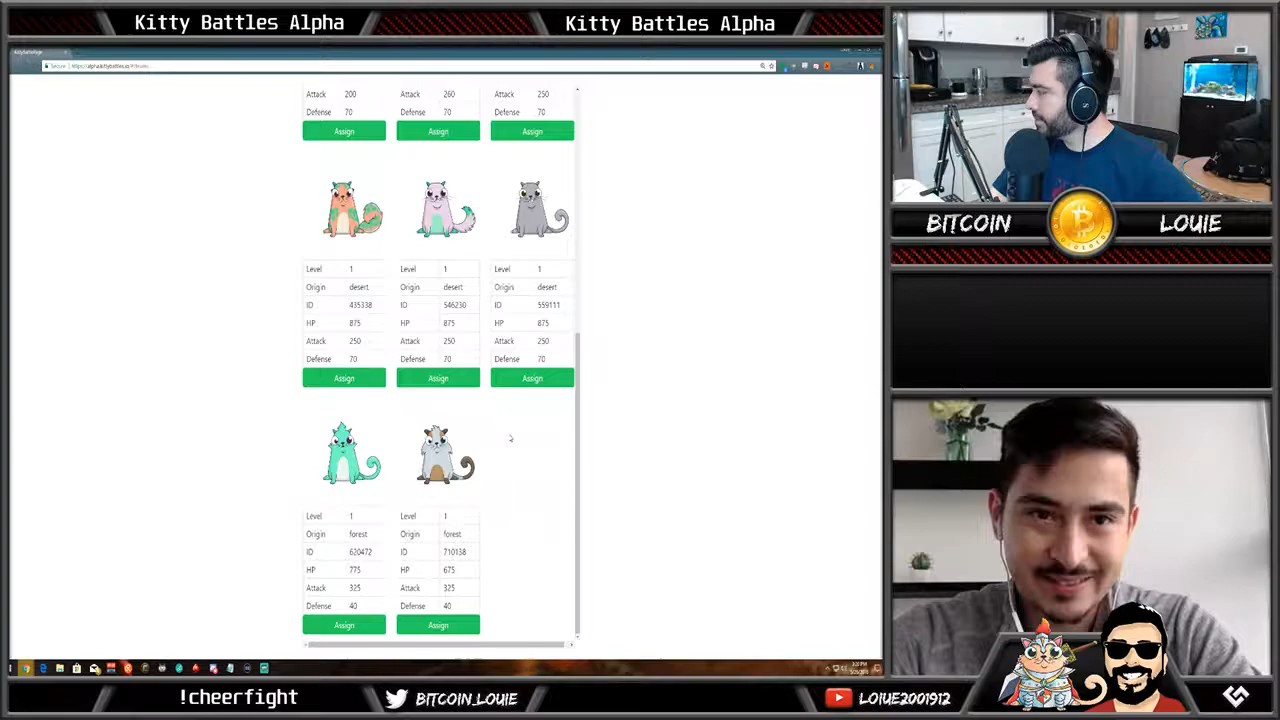 Kitty Battles Alpha
Kitty Battles Alpha
Attack 200
Defense 70
Assign
Attack 260
Defense 70
Assign
Attack 250
Defense 70
Assign
Level 1
Origin desert
ID 435338
HP 875
Attack 250
Defense 70
Assign
Level 1
Origin desert
ID 546230
HP 875
Attack 250
Defense 70
Assign
Level 1
Origin desert
ID 559111
HP 875
Attack 250
Defense 70
Assign
Level 1
Origin forest
ID 620472
HP 775
Attack 325
Defense 40
Assign
Level 1
Origin forest
ID 710138
HP 675
Attack 325
Defense 40
Assign
BITCOIN LOUIE
!cheerfight
BITCOIN_LOUIE
LOIUE2001912